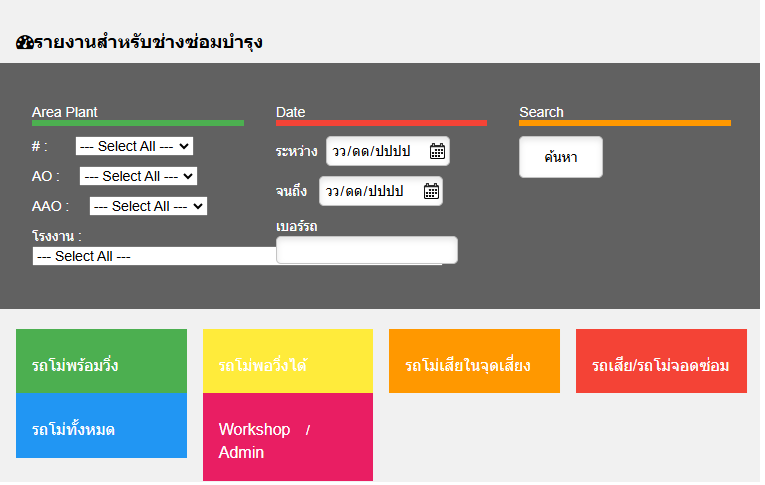 รายงานสำหรับช่างซ่อมบำรุง
Area Plant
# : --- Select All ---
AO : --- Select All ---
AAO : --- Select All ---
โรงงาน :
--- Select All ---
Date
ระหว่าง วว/ดด/ปปปป
จนถึง วว/ดด/ปปปป
เบอร์รถ
Search
ค้นหา
รถโม่พร้อมวิ่ง
รถโม่พอวิ่งได้
รถโม่เสียในจุดเสี่ยง
รถเสีย/รถโม่จอดซ่อม
รถโม่ทั้งหมด
Workshop /
Admin